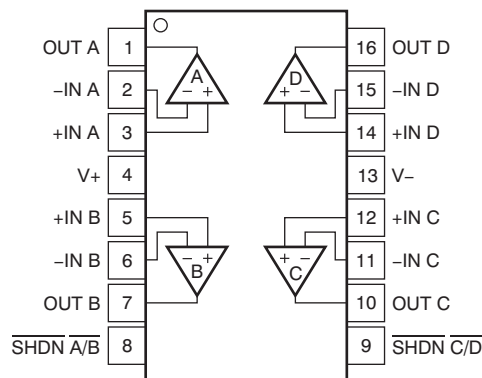 OUT A 1 16 OUT D
−IN A 2 A D 15 −IN D
− + + −
+IN A 3 14 +IN D
V+ 4 13 V−
+IN B 5 12 +IN C
− + + −
−IN B 6 B C 11 −IN C
OUT B 7 10 OUT C
SHDN A/B 8 9 SHDN C/D